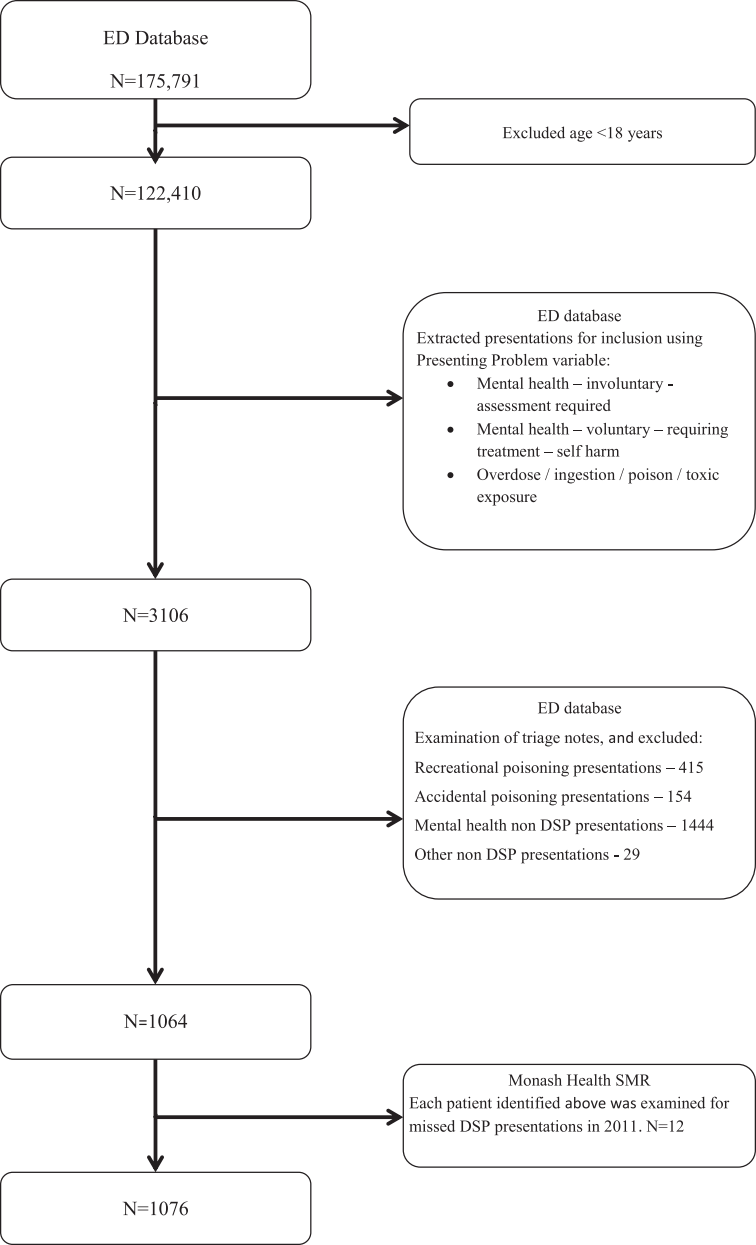 ED Database
N=175,791
Excluded age <18 years
N=122,410
ED database
Extracted presentations for inclusion using
Presenting Problem variable:
• Mental health – involuntary -
assessment required
• Mental health – voluntary – requiring
treatment – self harm
• Overdose / ingestion / poison / toxic
exposure
N=3106
ED database
Examination of triage notes, and excluded:
Recreational poisoning presentations – 415
Accidental poisoning presentations – 154
Mental health non DSP presentations – 1444
Other non DSP presentations - 29
N=1064
Monash Health SMR
Each patient identified above was examined for
missed DSP presentations in 2011. N=12
N=1076